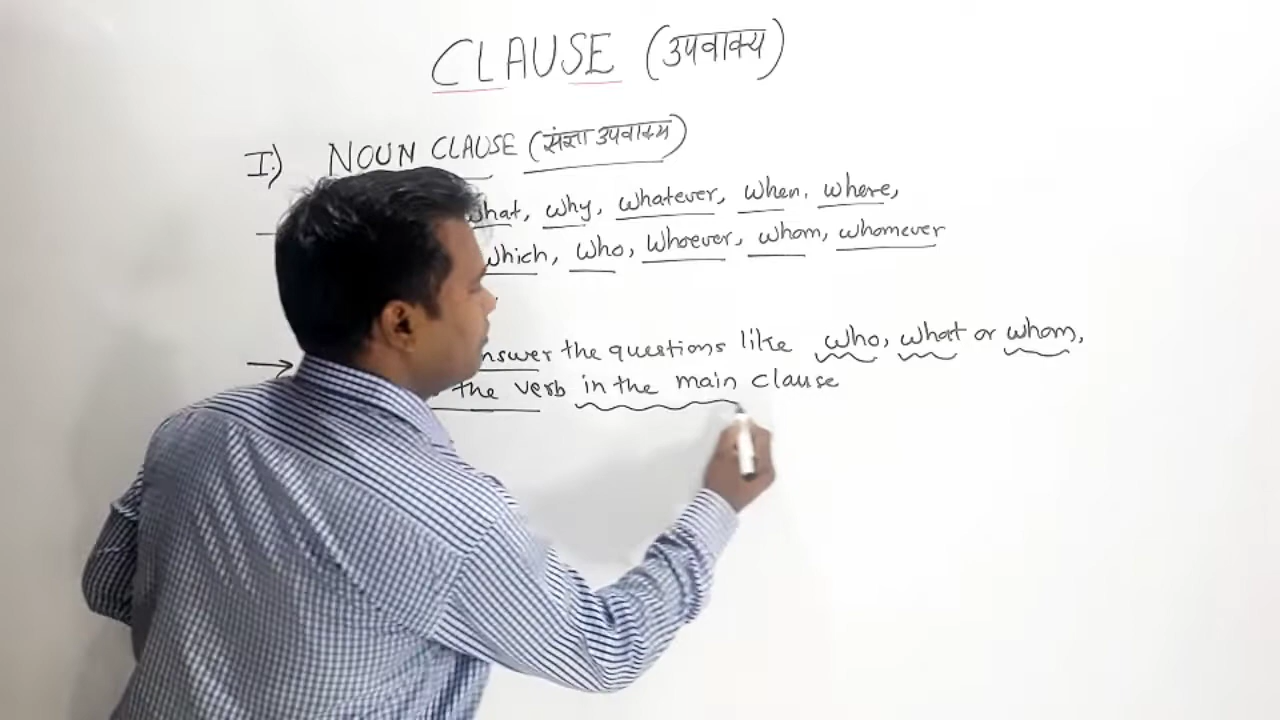 CLAUSE (उपवाक्य)
I) NOUN CLAUSE (संज्ञा उपवाक्य)
what, why, whatever, when, where,
which, who, whoever, whom, whomever
answer the questions like who, what or whom,
the verb in the main clause